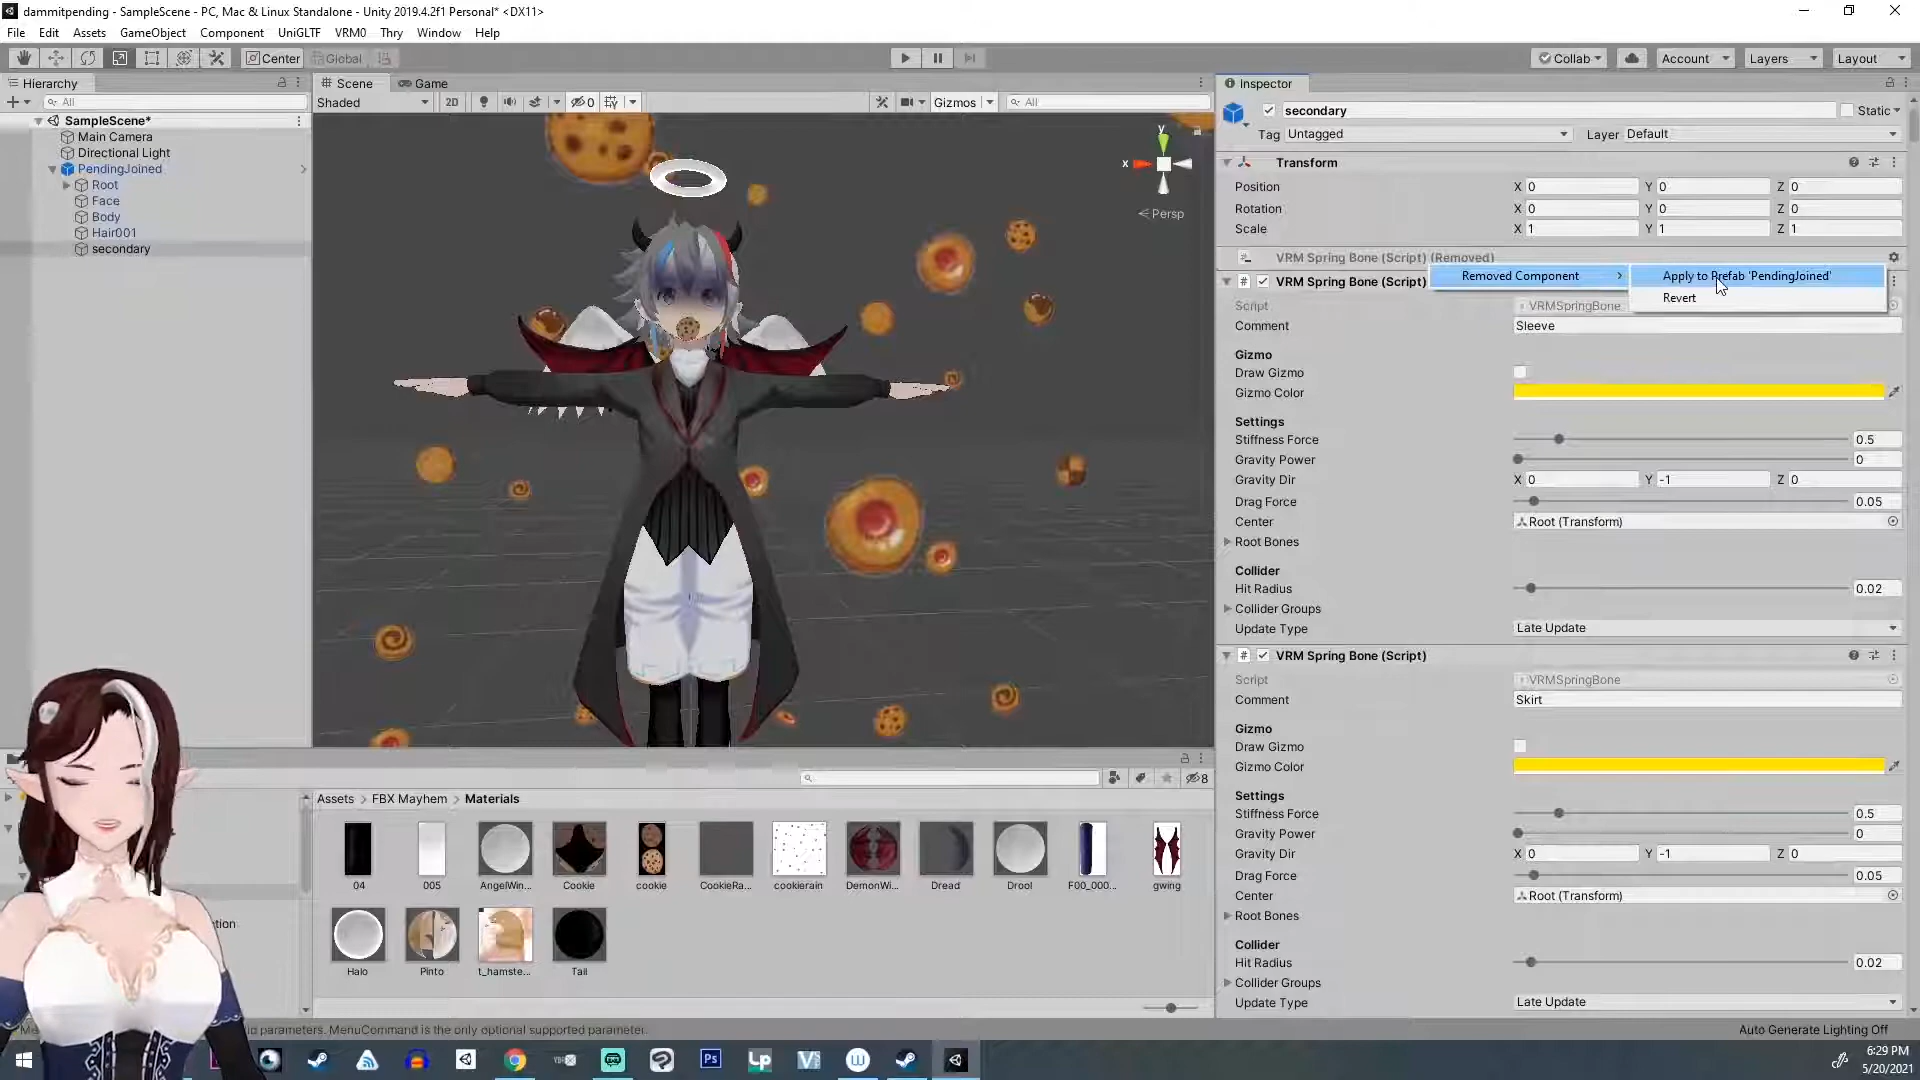 dammitpending - SampleScene - PC, Mac & Linux Standalone - Unity 2019.4.2f1 Personal* <DX11>
File Edit Assets GameObject Component UniGLTF VRM0 Thry Window Help
Center Global Collab Account Layers Layout
Hierarchy
All
SampleScene*
Main Camera
Directional Light
PendingJoined
Root
Face
Body
Hair001
secondary
Scene Game
Shaded 2D 0 Gizmos All
y
x
Persp
Inspector
secondary Static
Tag Untagged Layer Default
Transform
Position X 0 Y 0 Z 0
Rotation X 0 Y 0 Z 0
Scale X 1 Y 1 Z 1
VRM Spring Bone (Script) (Removed)
Removed Component
Apply to Prefab 'PendingJoined'
Revert
VRM Spring Bone (Script)
Script VRMSpringBone
Comment Sleeve
Gizmo
Draw Gizmo
Gizmo Color
Settings
Stiffness Force 0.5
Gravity Power 0
Gravity Dir X 0 Y -1 Z 0
Drag Force 0.05
Center Root (Transform)
Root Bones
Collider
Hit Radius 0.02
Collider Groups
Update Type Late Update
VRM Spring Bone (Script)
Script VRMSpringBone
Comment Skirt
Gizmo
Draw Gizmo
Gizmo Color
Settings
Stiffness Force 0.5
Gravity Power 0
Gravity Dir X 0 Y -1 Z 0
Drag Force 0.05
Center Root (Transform)
Root Bones
Collider
Hit Radius 0.02
Collider Groups
Update Type Late Update
8
Assets > FBX Mayhem > Materials
04 005 AngelWin... Cookie cookie CookieRa... cookierain DemonWi... Dread Drool F00_000... gwing
Halo Pinto t_hamste... Tail
parameters. MenuCommand is the only optional supported parameter.
Auto Generate Lighting Off
Ps Lp
6:29 PM
5/20/2021